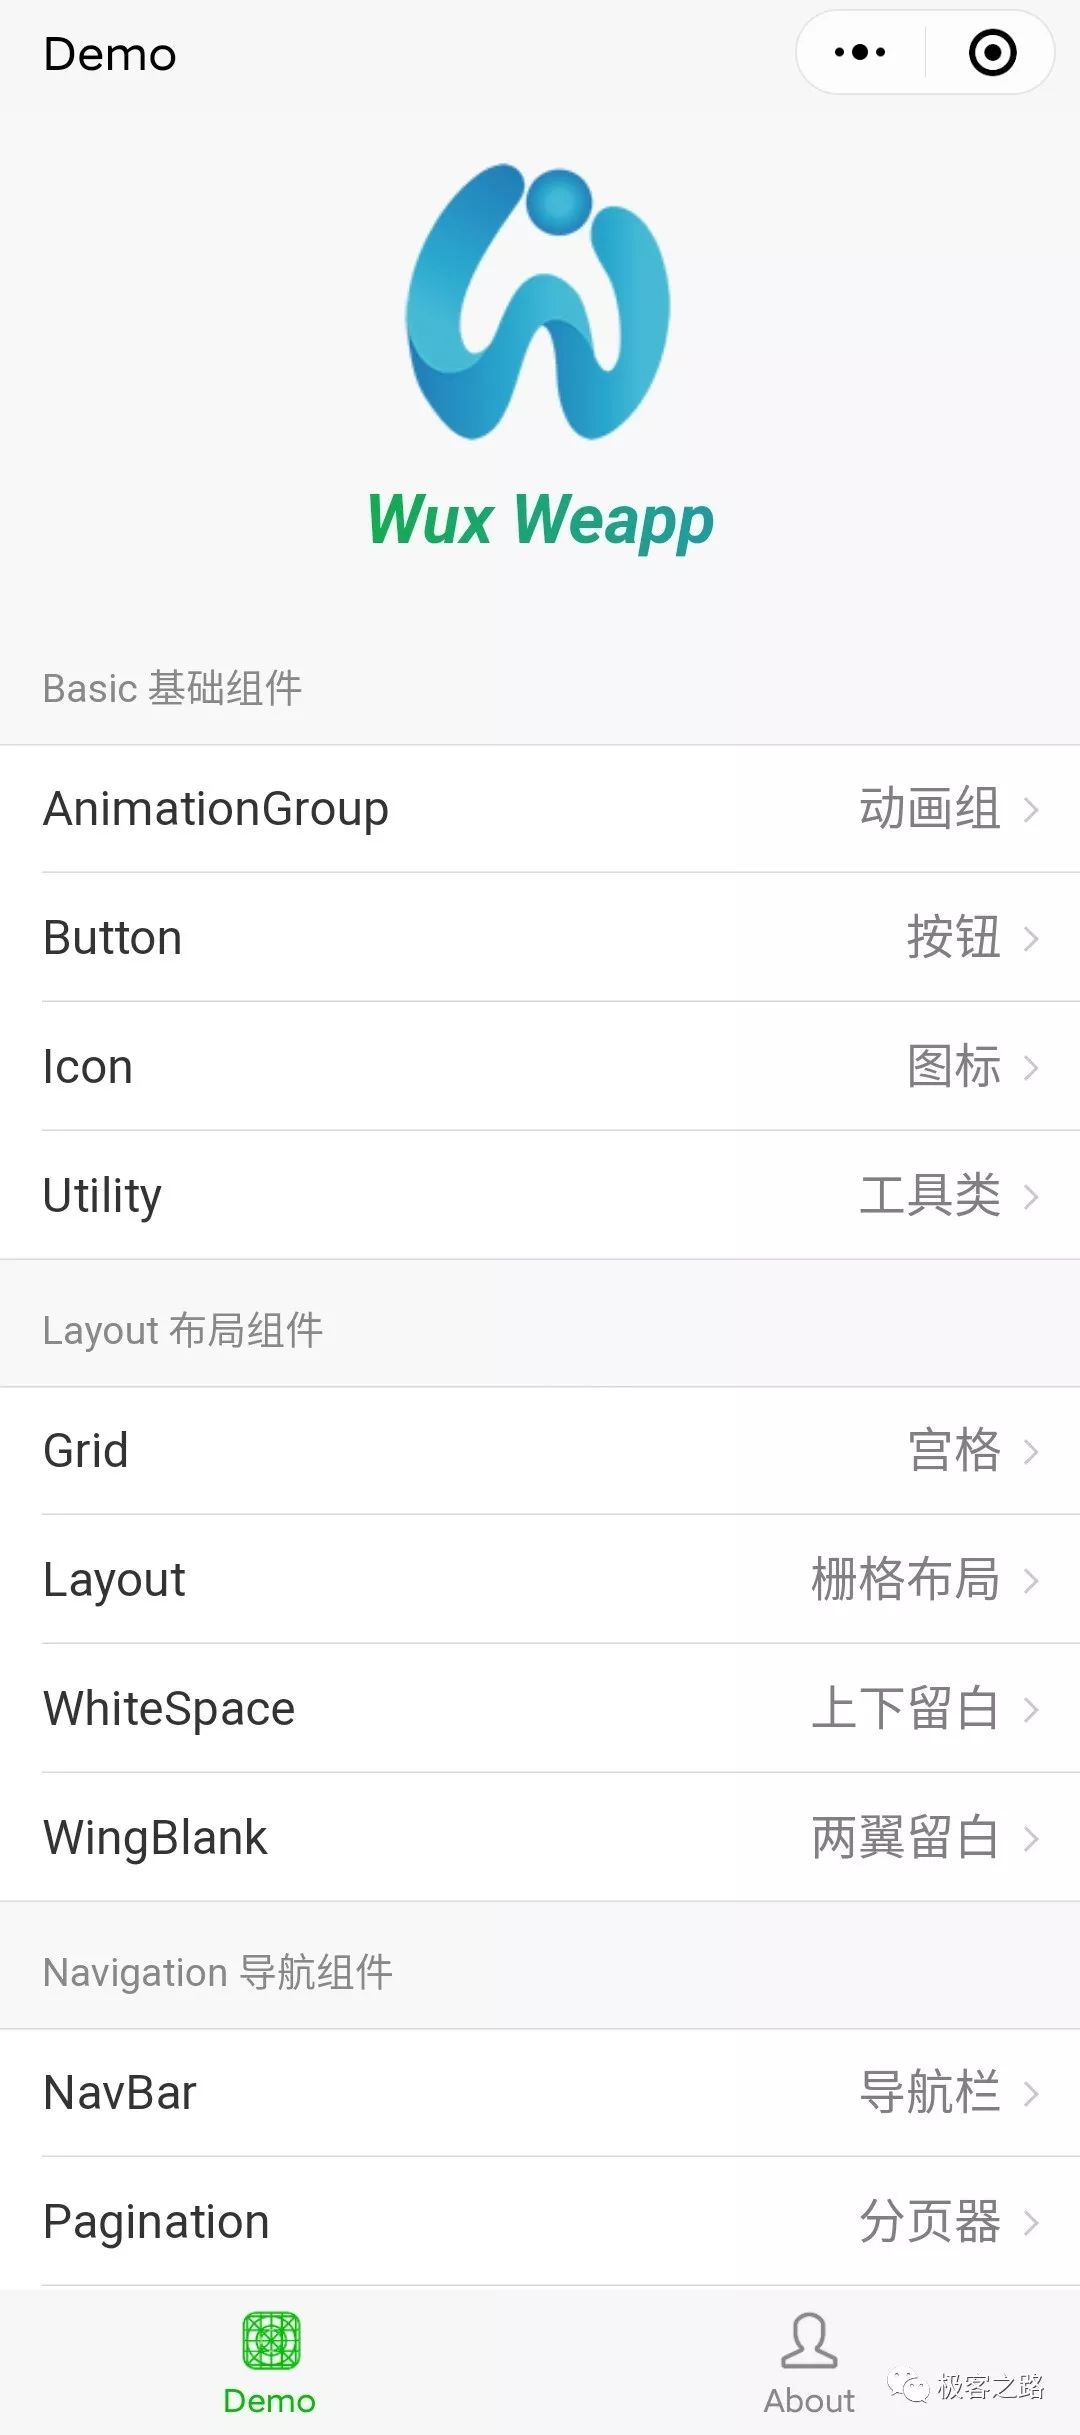 Demo
Wux Weapp
Basic 基础组件
AnimationGroup 动画组
Button 按钮
Icon 图标
Utility 工具类
Layout 布局组件
Grid 宫格
Layout 栅格布局
WhiteSpace 上下留白
WingBlank 两翼留白
Navigation 导航组件
NavBar 导航栏
Pagination 分页器
Demo About 极客之路